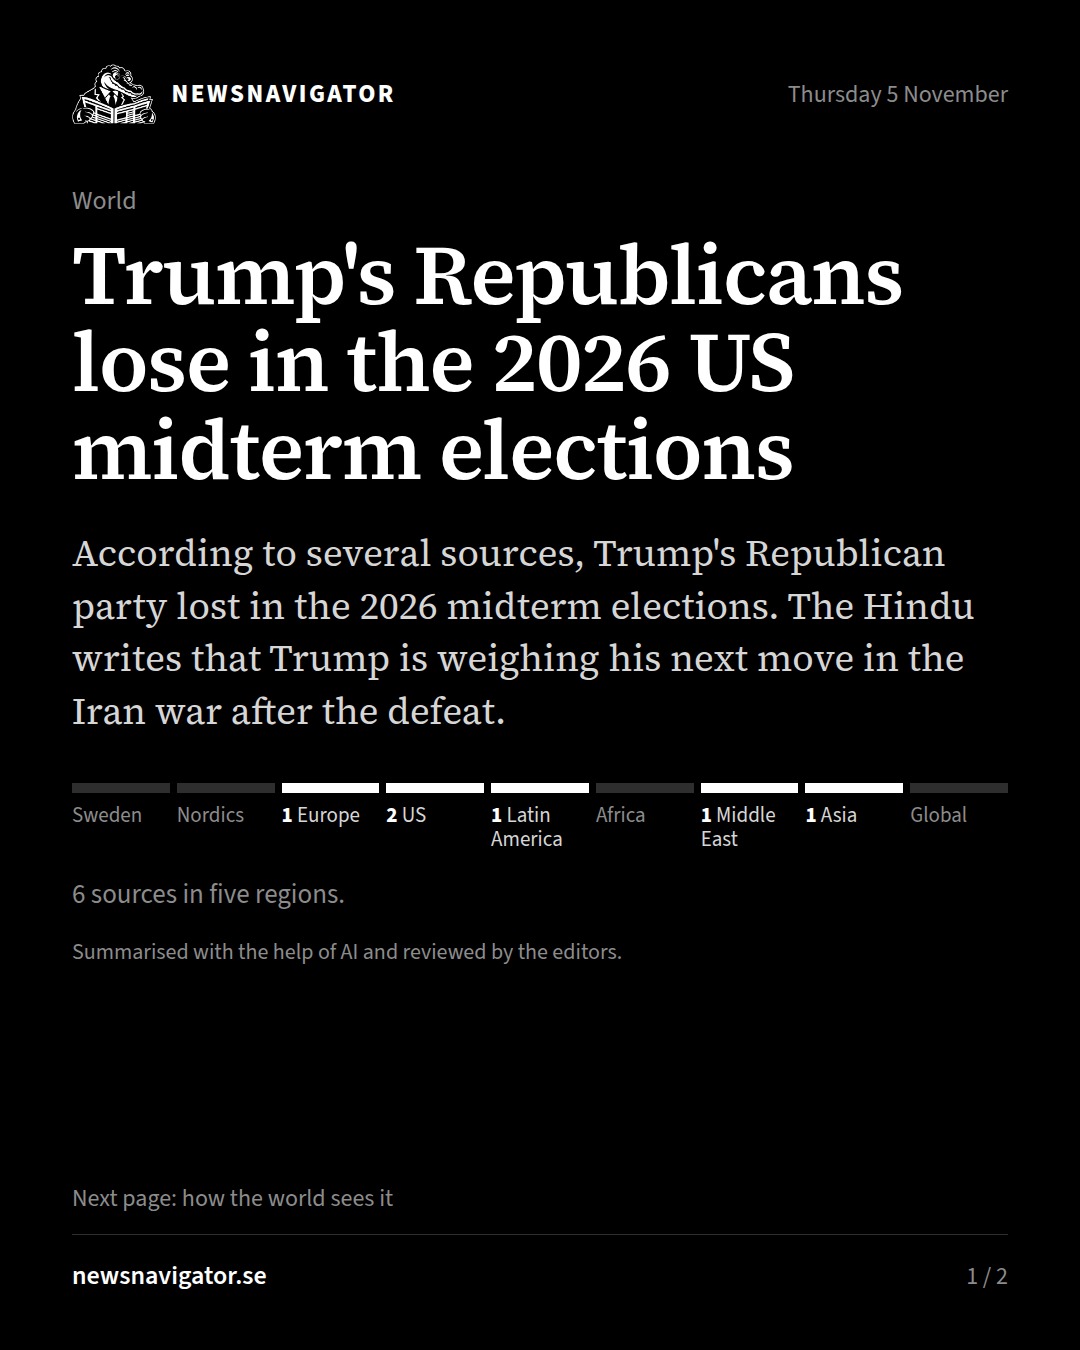 NEWSNAVIGATOR
Thursday 5 November
World
Trump's Republicans
lose in the 2026 US
midterm elections
According to several sources, Trump's Republican
party lost in the 2026 midterm elections. The Hindu
writes that Trump is weighing his next move in the
Iran war after the defeat.
Sweden
Nordics
1 Europe
2 US
1 Latin
America
Africa
1 Middle
East
1 Asia
Global
6 sources in five regions.
Summarised with the help of AI and reviewed by the editors.
Next page: how the world sees it
newsnavigator.se
1 / 2